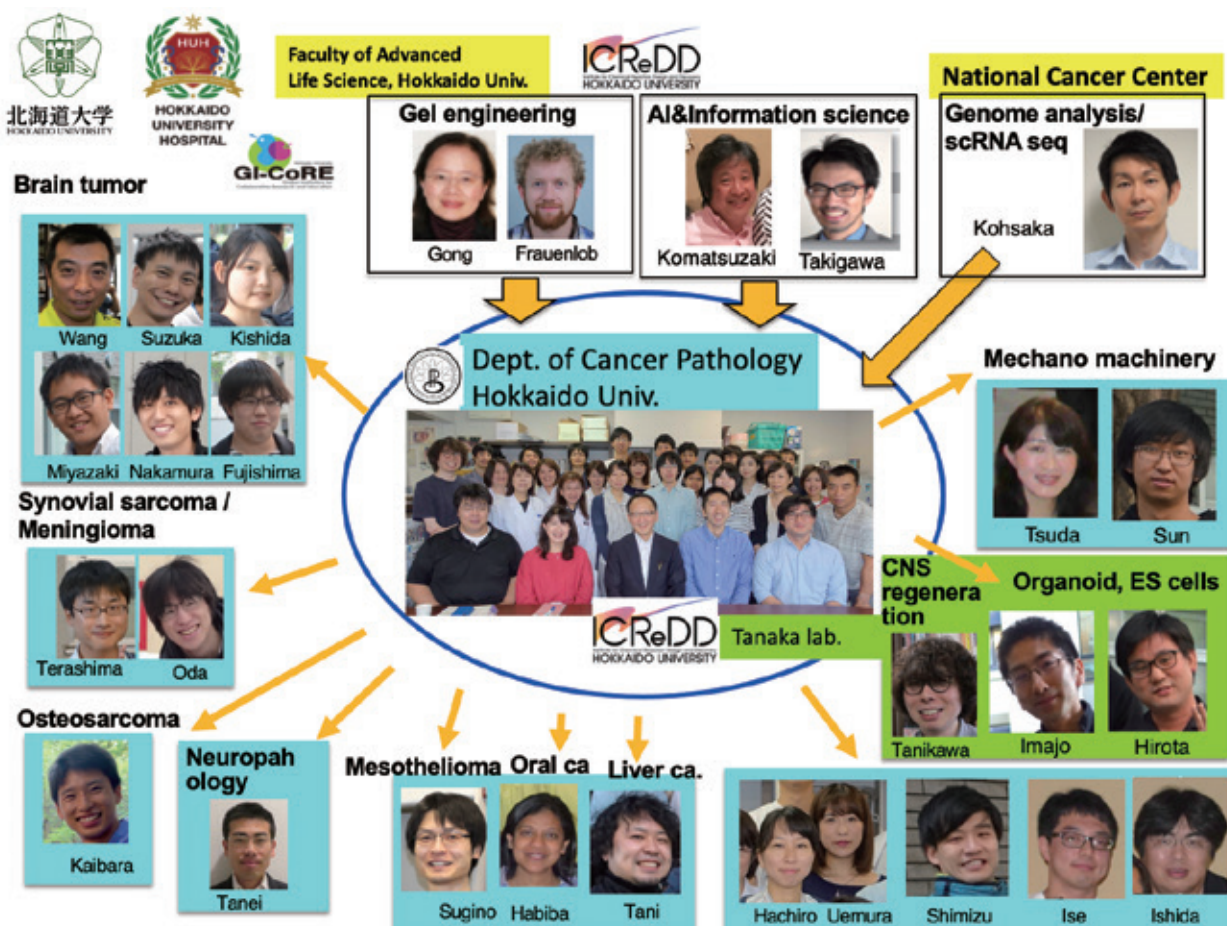 北海道大学
HOKKAIDO UNIVERSITY
HUH
HOKKAIDO
UNIVERSITY
HOSPITAL
GI-CoRE
Faculty of Advanced
Life Science, Hokkaido Univ.
ICReDD
HOKKAIDO UNIVERSITY
National Cancer Center
Gel engineering
Gong
Frauenlob
AI&Information science
Komatsuzaki
Takigawa
Genome analysis/
scRNA seq
Kohsaka
Brain tumor
Wang
Suzuka
Kishida
Miyazaki
Nakamura
Fujishima
Dept. of Cancer Pathology
Hokkaido Univ.
ICReDD
HOKKAIDO UNIVERSITY
Tanaka lab.
Mechano machinery
Tsuda
Sun
Synovial sarcoma /
Meningioma
Terashima
Oda
CNS
regenera
tion
Tanikawa
Organoid, ES cells
Imajo
Hirota
Osteosarcoma
Kaibara
Neuropah
ology
Tanei
Mesothelioma
Sugino
Oral ca
Habiba
Liver ca.
Tani
Hachiro
Uemura
Shimizu
Ise
Ishida